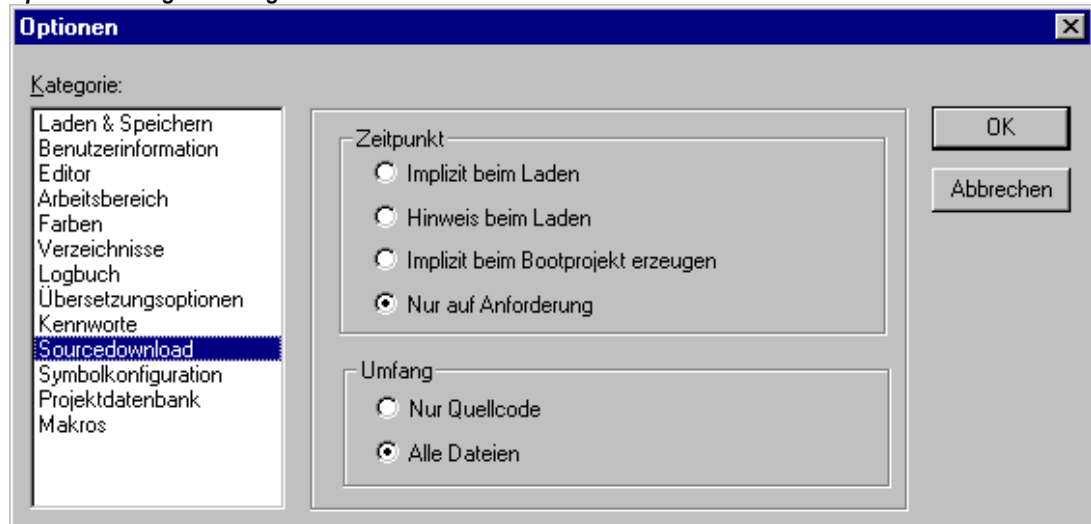 Optionen
Kategorie:
Laden & Speichern
Benutzerinformation
Editor
Arbeitsbereich
Farben
Verzeichnisse
Logbuch
Übersetzungsoptionen
Kennworte
Sourcedownload
Symbolkonfiguration
Projektdatenbank
Makros
Zeitpunkt
Implizit beim Laden
Hinweis beim Laden
Implizit beim Bootprojekt erzeugen
Nur auf Anforderung
Umfang
Nur Quellcode
Alle Dateien
OK
Abbrechen